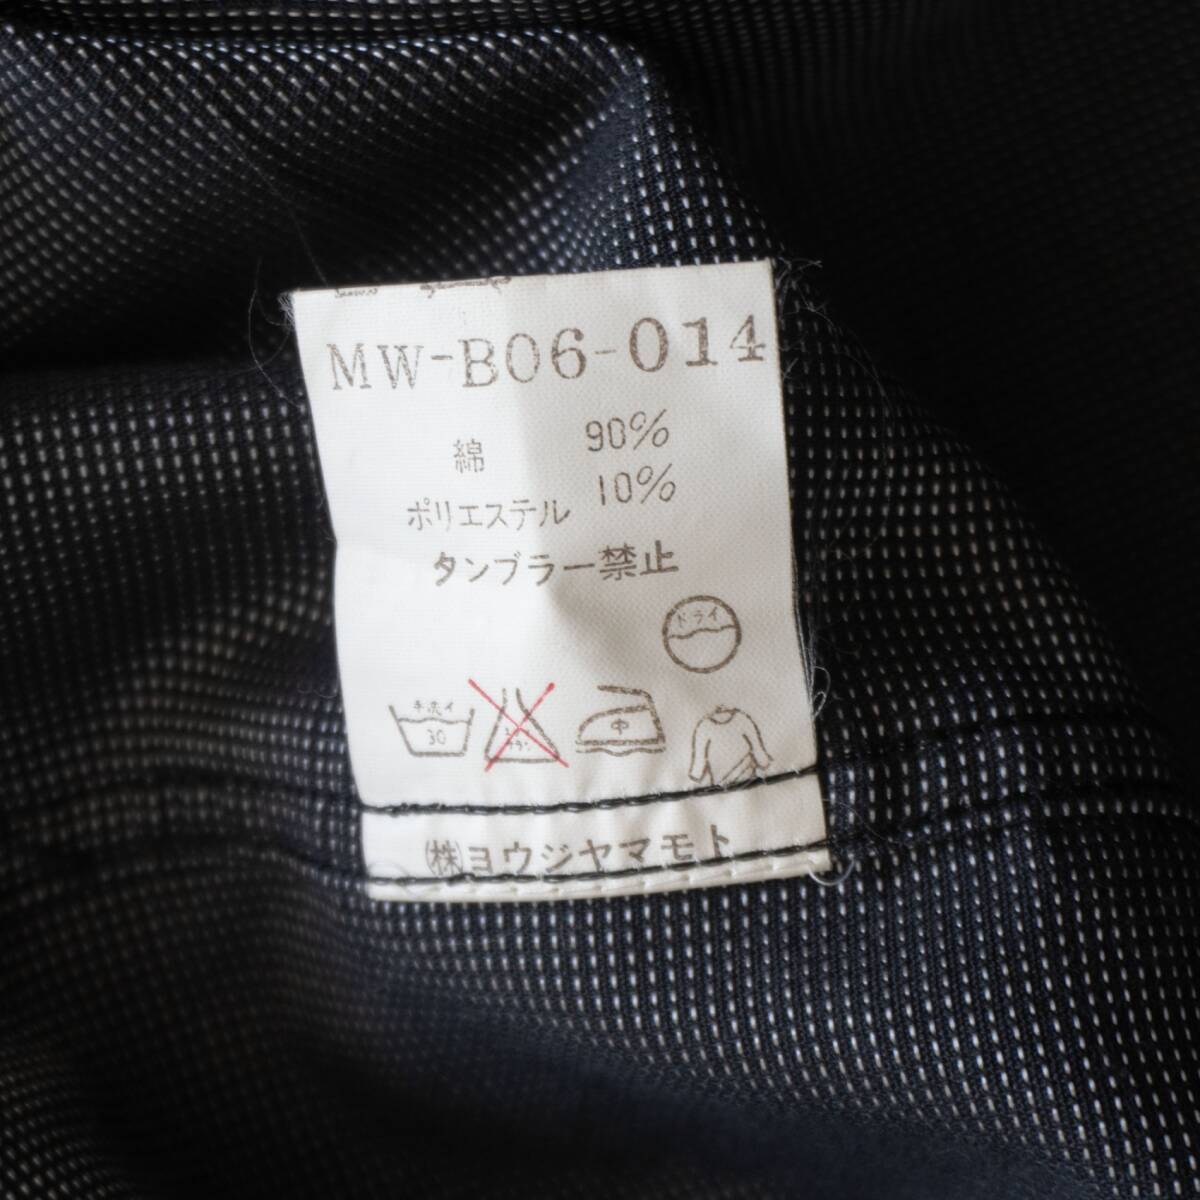 MW-B06-014
綿 90%
ポリエステル 10%
タンブラー禁止
ドライ
手洗イ
30
中
㈱ヨウジヤマモト